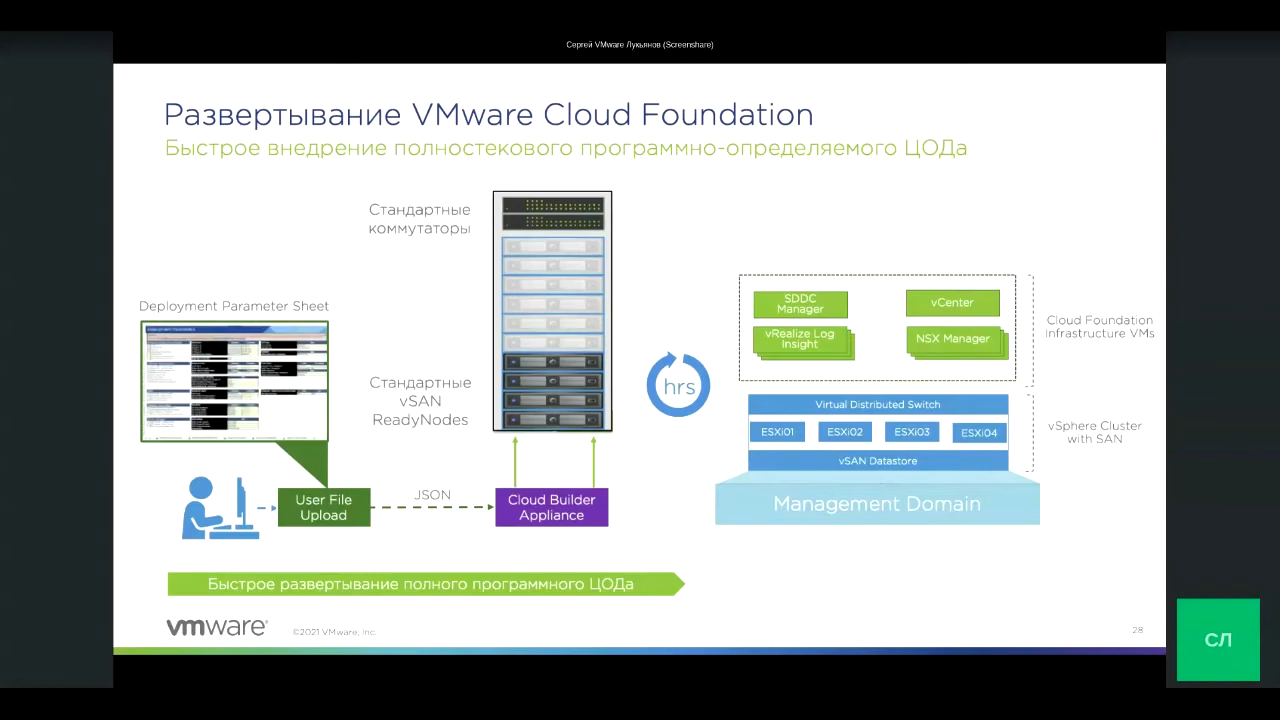 Сергей VMware Лукьянов (Screenshare)
Развертывание VMware Cloud Foundation
Быстрое внедрение полностекового программно-определяемого ЦОДа
Стандартные
коммутаторы
Deployment Parameter Sheet
Стандартные
vSAN
ReadyNodes
hrs
SDDC
Manager
vCenter
vRealize Log
Insight
NSX Manager
Cloud Foundation
Infrastructure VMs
Virtual Distributed Switch
ESXi01
ESXi02
ESXi03
ESXi04
vSAN Datastore
vSphere Cluster
with SAN
Management Domain
User File
Upload
JSON
Cloud Builder
Appliance
Быстрое развертывание полного программного ЦОДа
vmware®
©2021 VMware, Inc.
28
СЛ